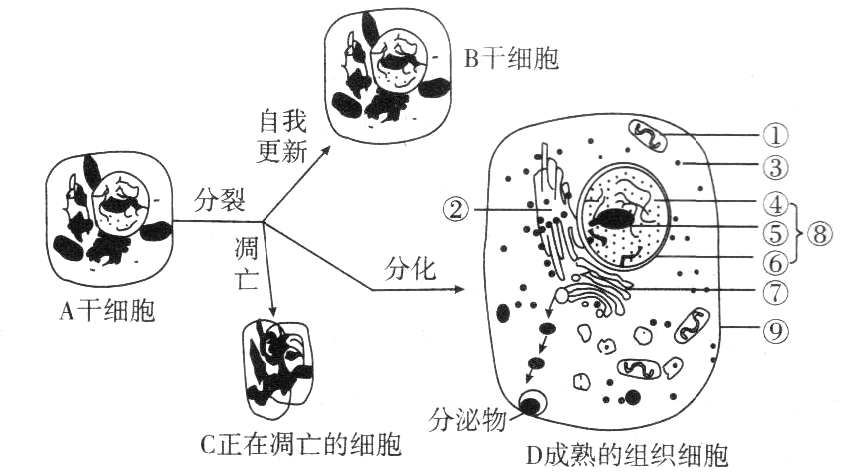 B干细胞
自我
更新
分裂
凋
亡
分化
A干细胞
C正在凋亡的细胞
①
③
②
④
⑤
⑧
⑥
⑦
⑨
分泌物
D成熟的组织细胞